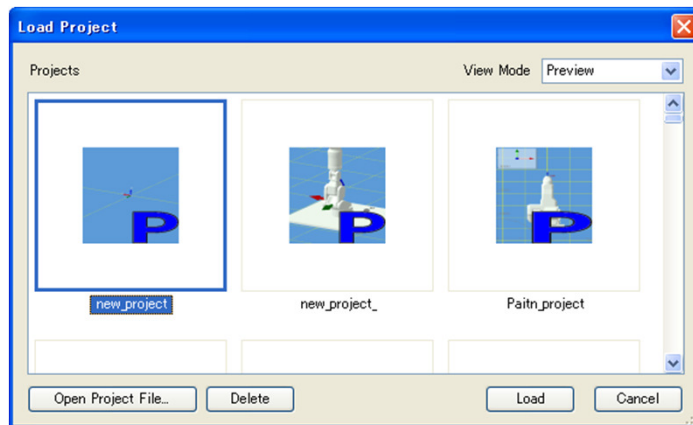 Load Project
Projects
View Mode Preview
P P P
new_project new_project_ Paitn_project
Open Project File... Delete Load Cancel